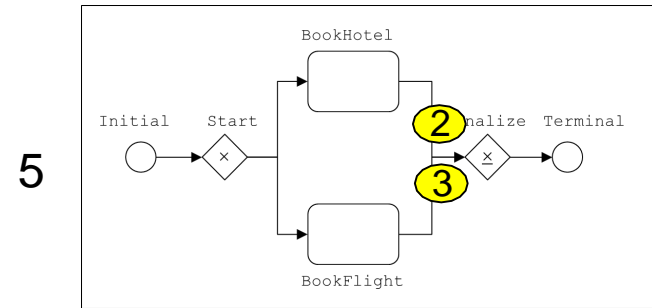 BookHotel
Initial
Start
2
nalize
Terminal
×
×
5
3
BookFlight